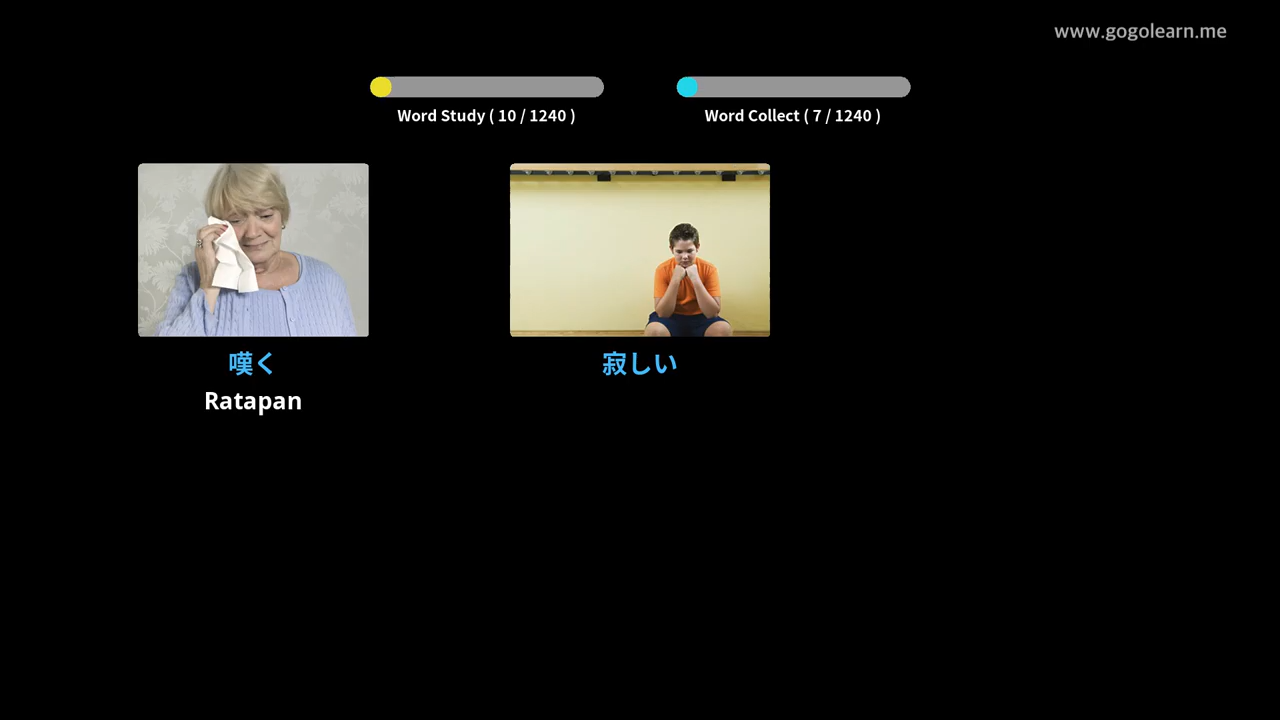 www.gogolearn.me
Word Study ( 10 / 1240 )
Word Collect ( 7 / 1240 )
嘆く
Ratapan
寂しい